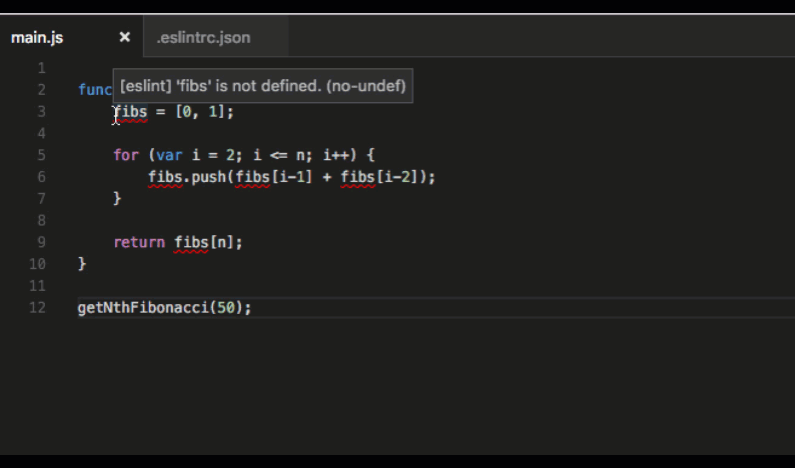 main.js × .eslintrc.json
1
2 func
[eslint] 'fibs' is not defined. (no-undef)
3 fibs = [0, 1];
4
5 for (var i = 2; i <= n; i++) {
6 fibs.push(fibs[i-1] + fibs[i-2]);
7 }
8
9 return fibs[n];
10 }
11
12 getNthFibonacci(50);